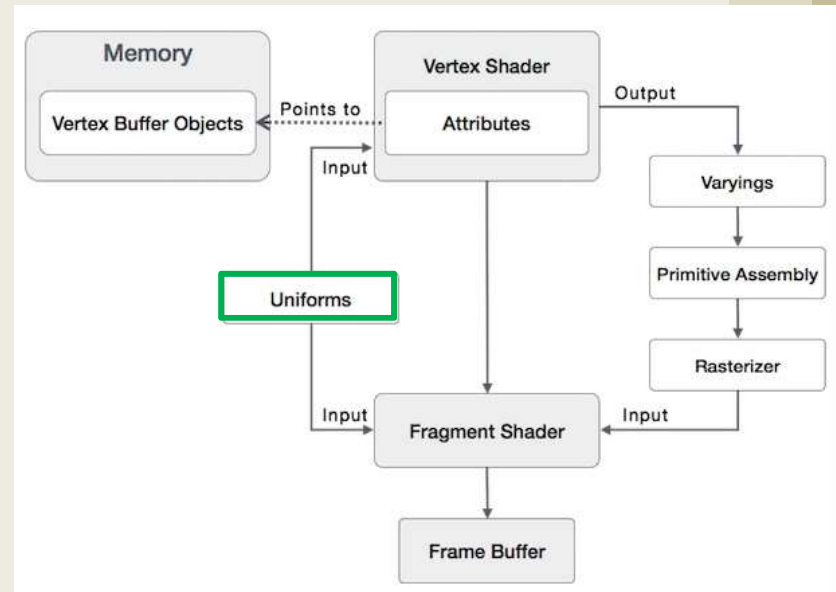 Memory
Vertex Buffer Objects
Points to
Vertex Shader
Attributes
Output
Input
Varyings
Primitive Assembly
Uniforms
Rasterizer
Input
Fragment Shader
Input
Frame Buffer